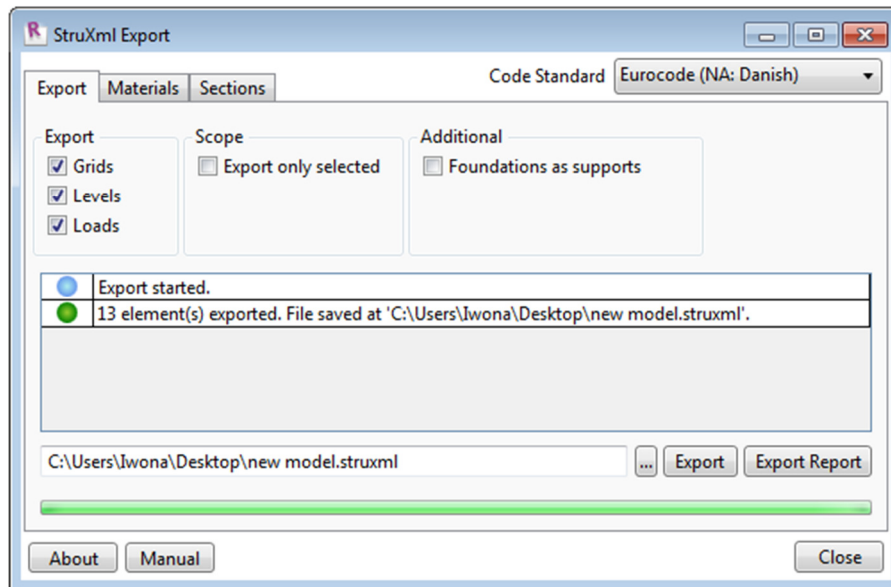 StruXml Export
Code Standard Eurocode (NA: Danish)
Export Materials Sections
Export Scope Additional
Grids Export only selected Foundations as supports
Levels
Loads
Export started.
13 element(s) exported. File saved at 'C:\Users\Iwona\Desktop\new model.struxml'.
C:\Users\Iwona\Desktop\new model.struxml ... Export Export Report
About Manual Close